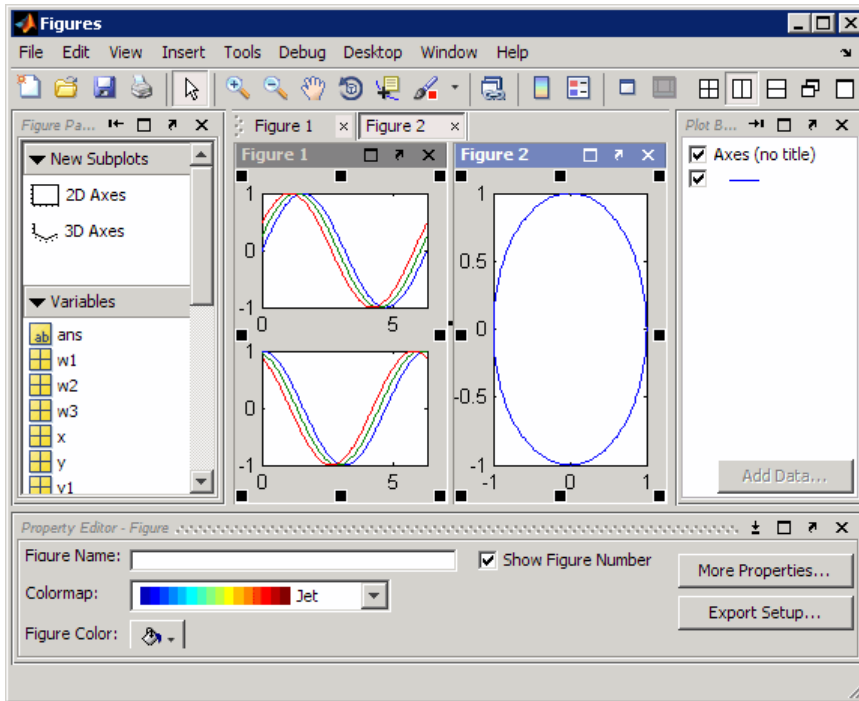 Figures
File Edit View Insert Tools Debug Desktop Window Help
Figure Pa...
Figure 1 Figure 2
Plot B...
New Subplots
2D Axes
3D Axes
Variables
ab ans
w1
w2
w3
x
y
y1
Figure 1
1
0
-1
0 5
1
0
-1
0 5
Figure 2
1
0.5
0
-0.5
-1
-1 0 1
Axes (no title)
Add Data...
Property Editor - Figure
Figure Name:
Show Figure Number
More Properties...
Colormap:
Jet
Export Setup...
Figure Color: